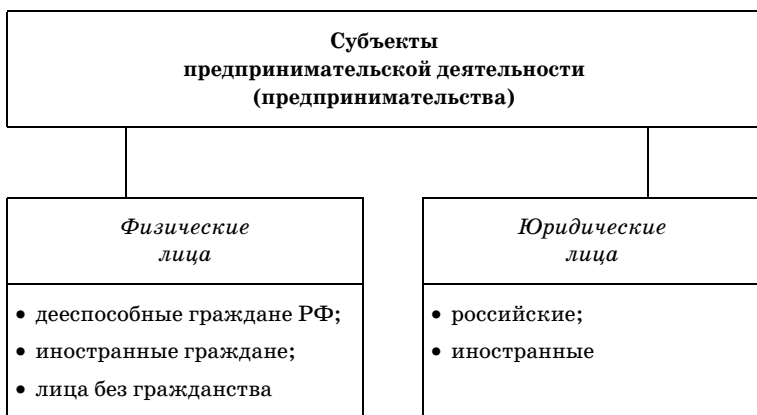 Субъекты
предпринимательской деятельности
(предпринимательства)
Физические
лица
• дееспособные граждане РФ;
• иностранные граждане;
• лица без гражданства
Юридические
лица
• российские;
• иностранные